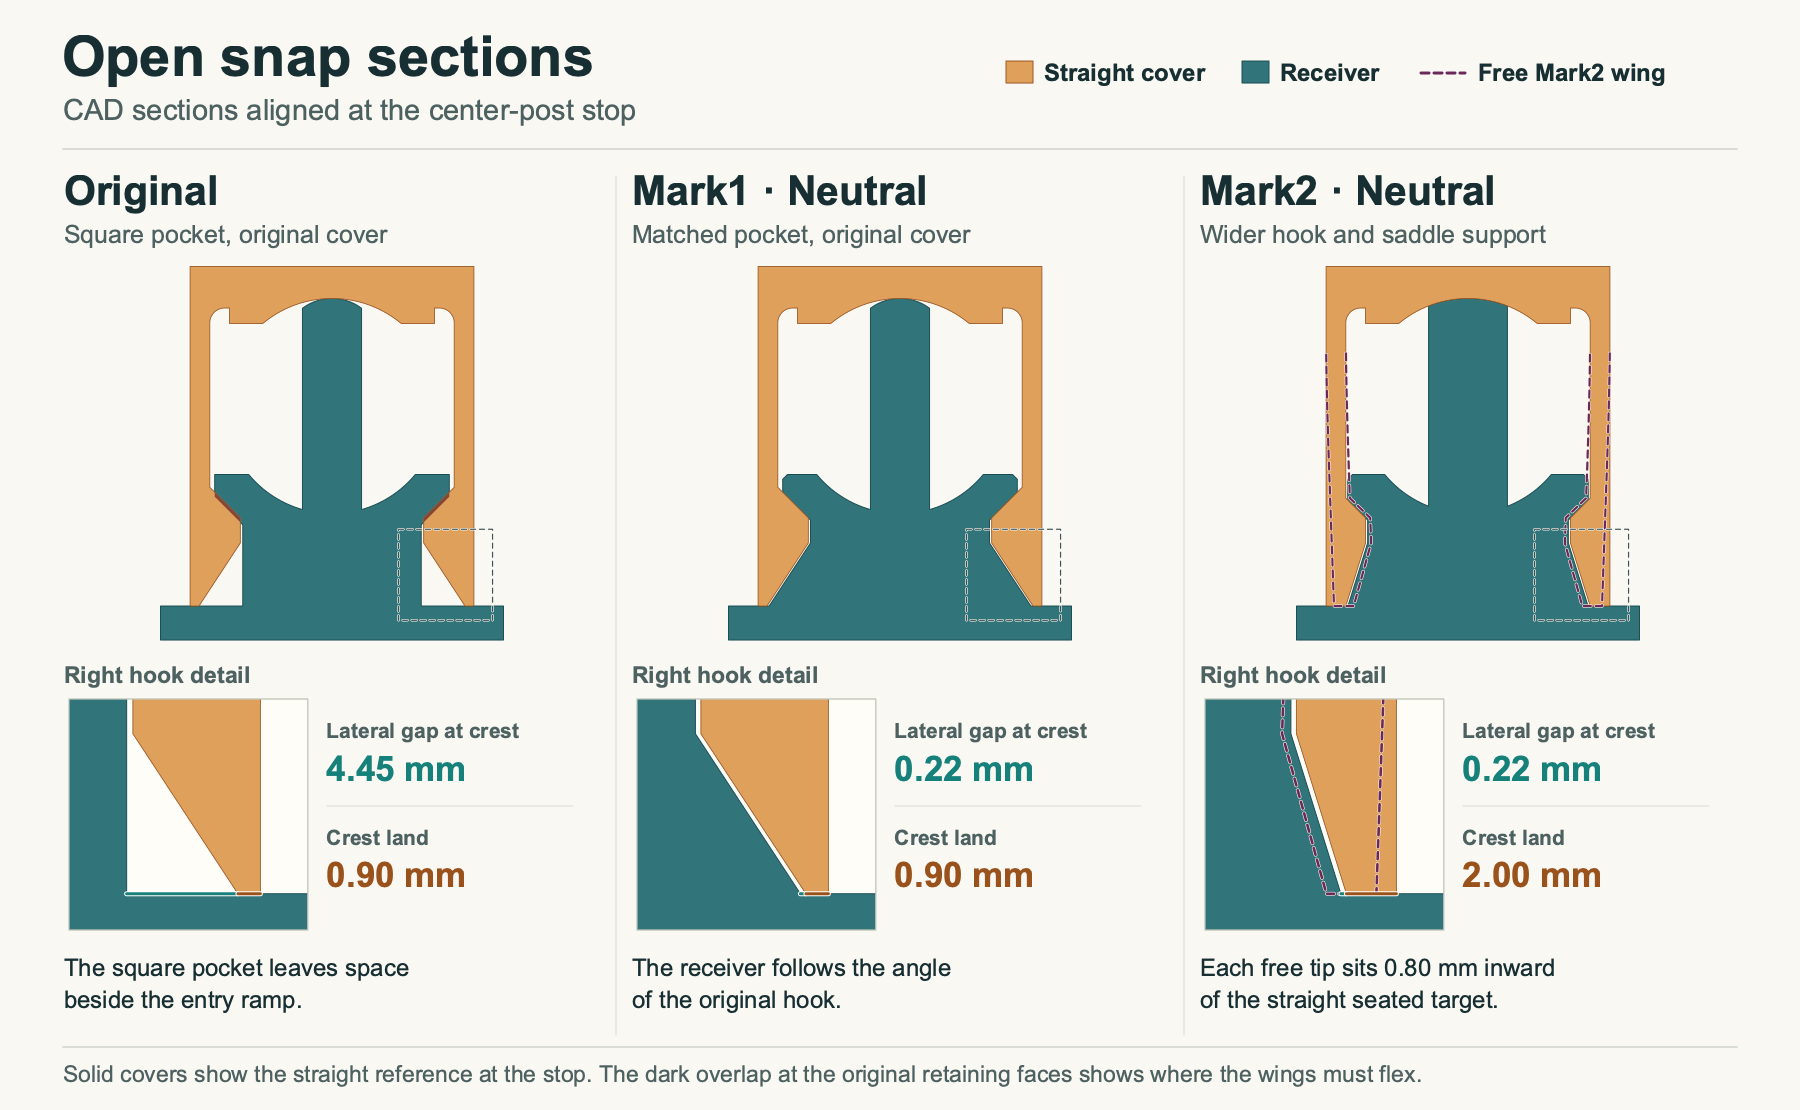 Open snap sections
CAD sections aligned at the center-post stop
Straight cover
Receiver
Free Mark2 wing
Original
Square pocket, original cover
Right hook detail
Lateral gap at crest
4.45 mm
Crest land
0.90 mm
The square pocket leaves space
beside the entry ramp.
Mark1 · Neutral
Matched pocket, original cover
Right hook detail
Lateral gap at crest
0.22 mm
Crest land
0.90 mm
The receiver follows the angle
of the original hook.
Mark2 · Neutral
Wider hook and saddle support
Right hook detail
Lateral gap at crest
0.22 mm
Crest land
2.00 mm
Each free tip sits 0.80 mm inward
of the straight seated target.
Solid covers show the straight reference at the stop. The dark overlap at the original retaining faces shows where the wings must flex.